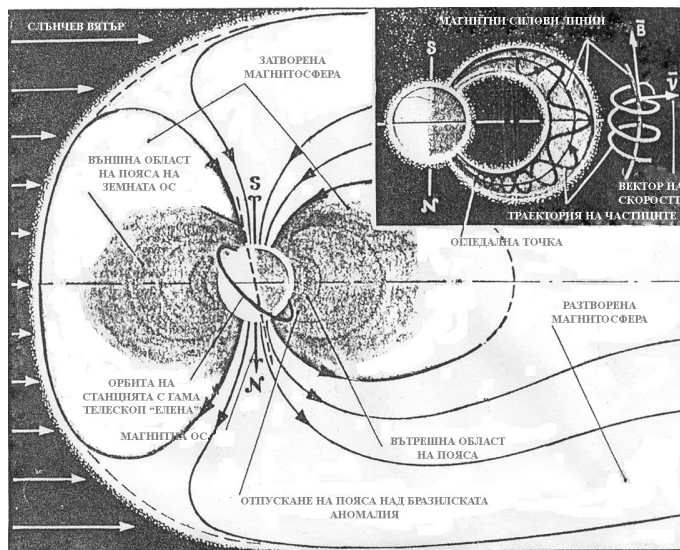 СЛЪНЧЕВ ВЯТЪР
ЗАТВОРЕНА
МАГНИТОСФЕРА
ВЪНШНА ОБЛАСТ
НА ПОЯСА НА
ЗЕМНАТА ОС
S
N
ОРБИТА НА
СТАНЦИЯТА С ГАМА
ТЕЛЕСКОП “ЕЛЕНА”
МАГНИТНА ОС
ВЪТРЕШНА ОБЛАСТ
НА ПОЯСА
ОТПУСКАНЕ НА ПОЯСА НАД БРАЗИЛСКАТА
АНОМАЛИЯ
РАЗТВОРЕНА
МАГНИТОСФЕРА
ОГЛЕДАЛНА ТОЧКА
МАГНИТНИ СИЛОВИ ЛИНИИ
S
N
B
V
ВЕКТОР НА
СКОРОСТТА
ТРАЕКТОРИЯ НА ЧАСТИЦИТЕ